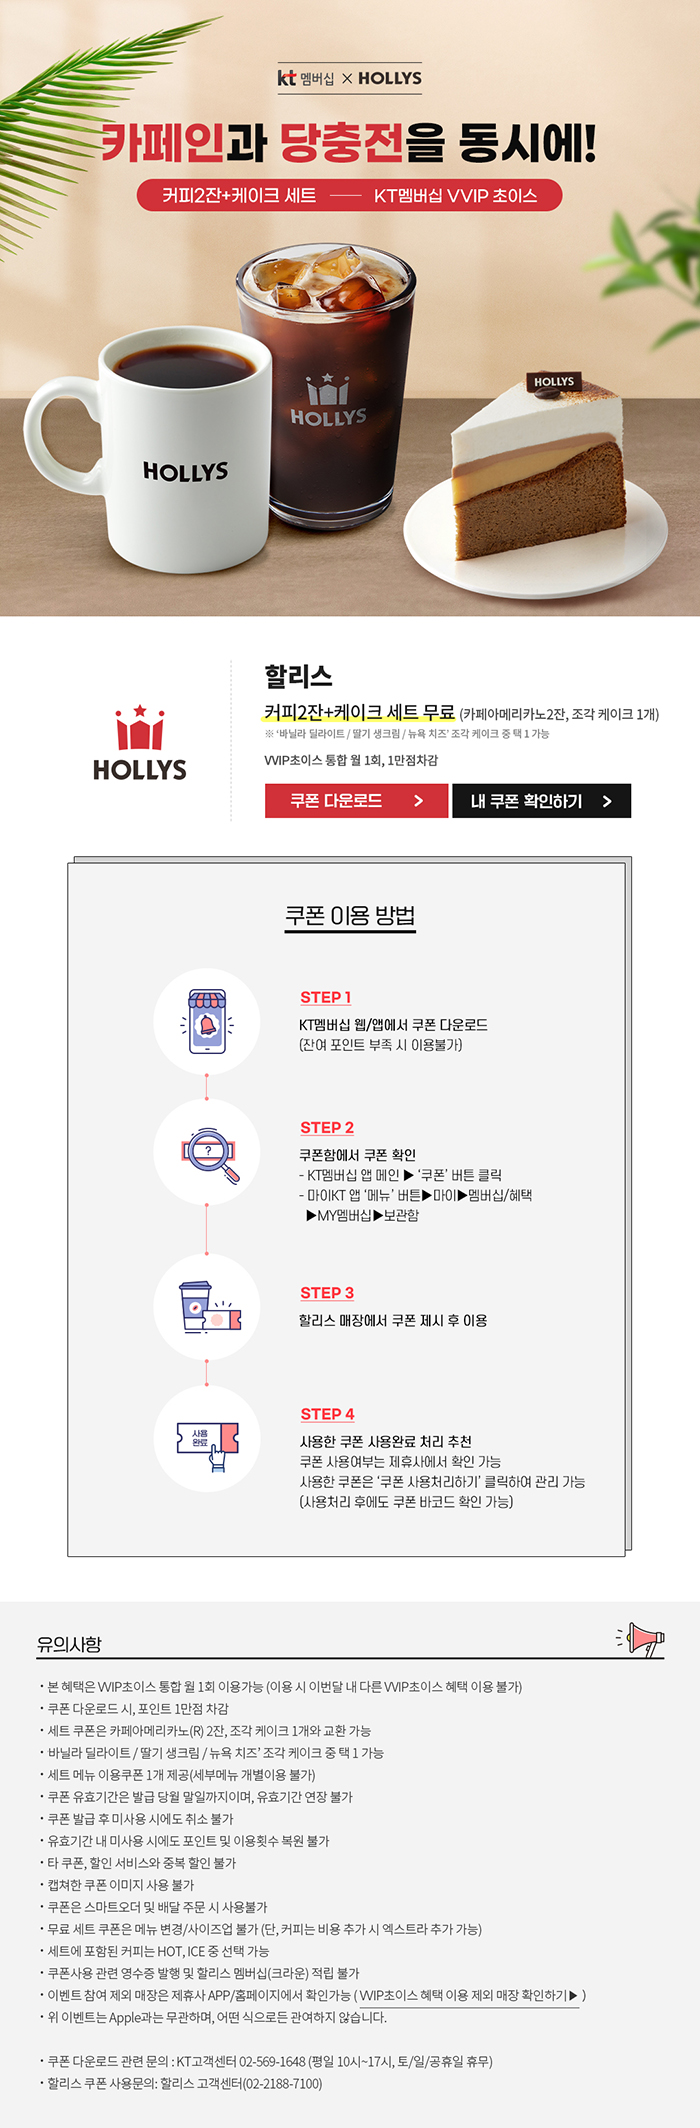 kt 멤버십 × HOLLYS
카페인과 당충전을 동시에!
커피2잔+케이크 세트 — KT멤버십 VVIP 초이스
HOLLYS
HOLLYS
HOLLYS
할리스
커피2잔+케이크 세트 무료 (카페아메리카노2잔, 조각 케이크 1개)
※ ‘바닐라 딜라이트 / 딸기 생크림 / 뉴욕 치즈’ 조각 케이크 중 택 1 가능
VVIP초이스 통합 월 1회, 1만점차감
HOLLYS
쿠폰 다운로드 >
내 쿠폰 확인하기 >
쿠폰 이용 방법
STEP 1
KT멤버십 웹/앱에서 쿠폰 다운로드
(잔여 포인트 부족 시 이용불가)
STEP 2
쿠폰함에서 쿠폰 확인
- KT멤버십 앱 메인 ▶ ‘쿠폰’ 버튼 클릭
- 마이KT 앱 ‘메뉴’ 버튼▶마이▶멤버십/혜택
▶MY멤버십▶보관함
?
STEP 3
할리스 매장에서 쿠폰 제시 후 이용
STEP 4
사용한 쿠폰 사용완료 처리 추천
쿠폰 사용여부는 제휴사에서 확인 가능
사용한 쿠폰은 ‘쿠폰 사용처리하기’ 클릭하여 관리 가능
(사용처리 후에도 쿠폰 바코드 확인 가능)
사용
완료
유의사항
• 본 혜택은 VVIP초이스 통합 월 1회 이용가능 (이용 시 이번달 내 다른 VVIP초이스 혜택 이용 불가)
• 쿠폰 다운로드 시, 포인트 1만점 차감
• 세트 쿠폰은 카페아메리카노(R) 2잔, 조각 케이크 1개와 교환 가능
• 바닐라 딜라이트 / 딸기 생크림 / 뉴욕 치즈’ 조각 케이크 중 택 1 가능
• 세트 메뉴 이용쿠폰 1개 제공(세부메뉴 개별이용 불가)
• 쿠폰 유효기간은 발급 당월 말일까지이며, 유효기간 연장 불가
• 쿠폰 발급 후 미사용 시에도 취소 불가
• 유효기간 내 미사용 시에도 포인트 및 이용횟수 복원 불가
• 타 쿠폰, 할인 서비스와 중복 할인 불가
• 캡쳐한 쿠폰 이미지 사용 불가
• 쿠폰은 스마트오더 및 배달 주문 시 사용불가
• 무료 세트 쿠폰은 메뉴 변경/사이즈업 불가 (단, 커피는 비용 추가 시 엑스트라 추가 가능)
• 세트에 포함된 커피는 HOT, ICE 중 선택 가능
• 쿠폰사용 관련 영수증 발행 및 할리스 멤버십(크라운) 적립 불가
• 이벤트 참여 제외 매장은 제휴사 APP/홈페이지에서 확인가능 ( VVIP초이스 혜택 이용 제외 매장 확인하기▶ )
• 위 이벤트는 Apple과는 무관하며, 어떤 식으로든 관여하지 않습니다.
• 쿠폰 다운로드 관련 문의 : KT고객센터 02-569-1648 (평일 10시~17시, 토/일/공휴일 휴무)
• 할리스 쿠폰 사용문의: 할리스 고객센터(02-2188-7100)